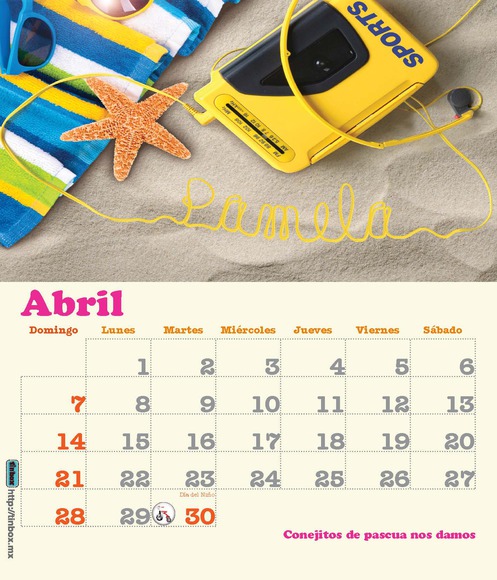 SPORTS
Pamela
Abril
Domingo Lunes Martes Miércoles Jueves Viernes Sábado
1 2 3 4 5 6
7 8 9 10 11 12 13
14 15 16 17 18 19 20
21 22 23 24 25 26 27
Día del Niño
28 29 30
Conejitos de pascua nos damos
tinbox
http://tinbox.mx